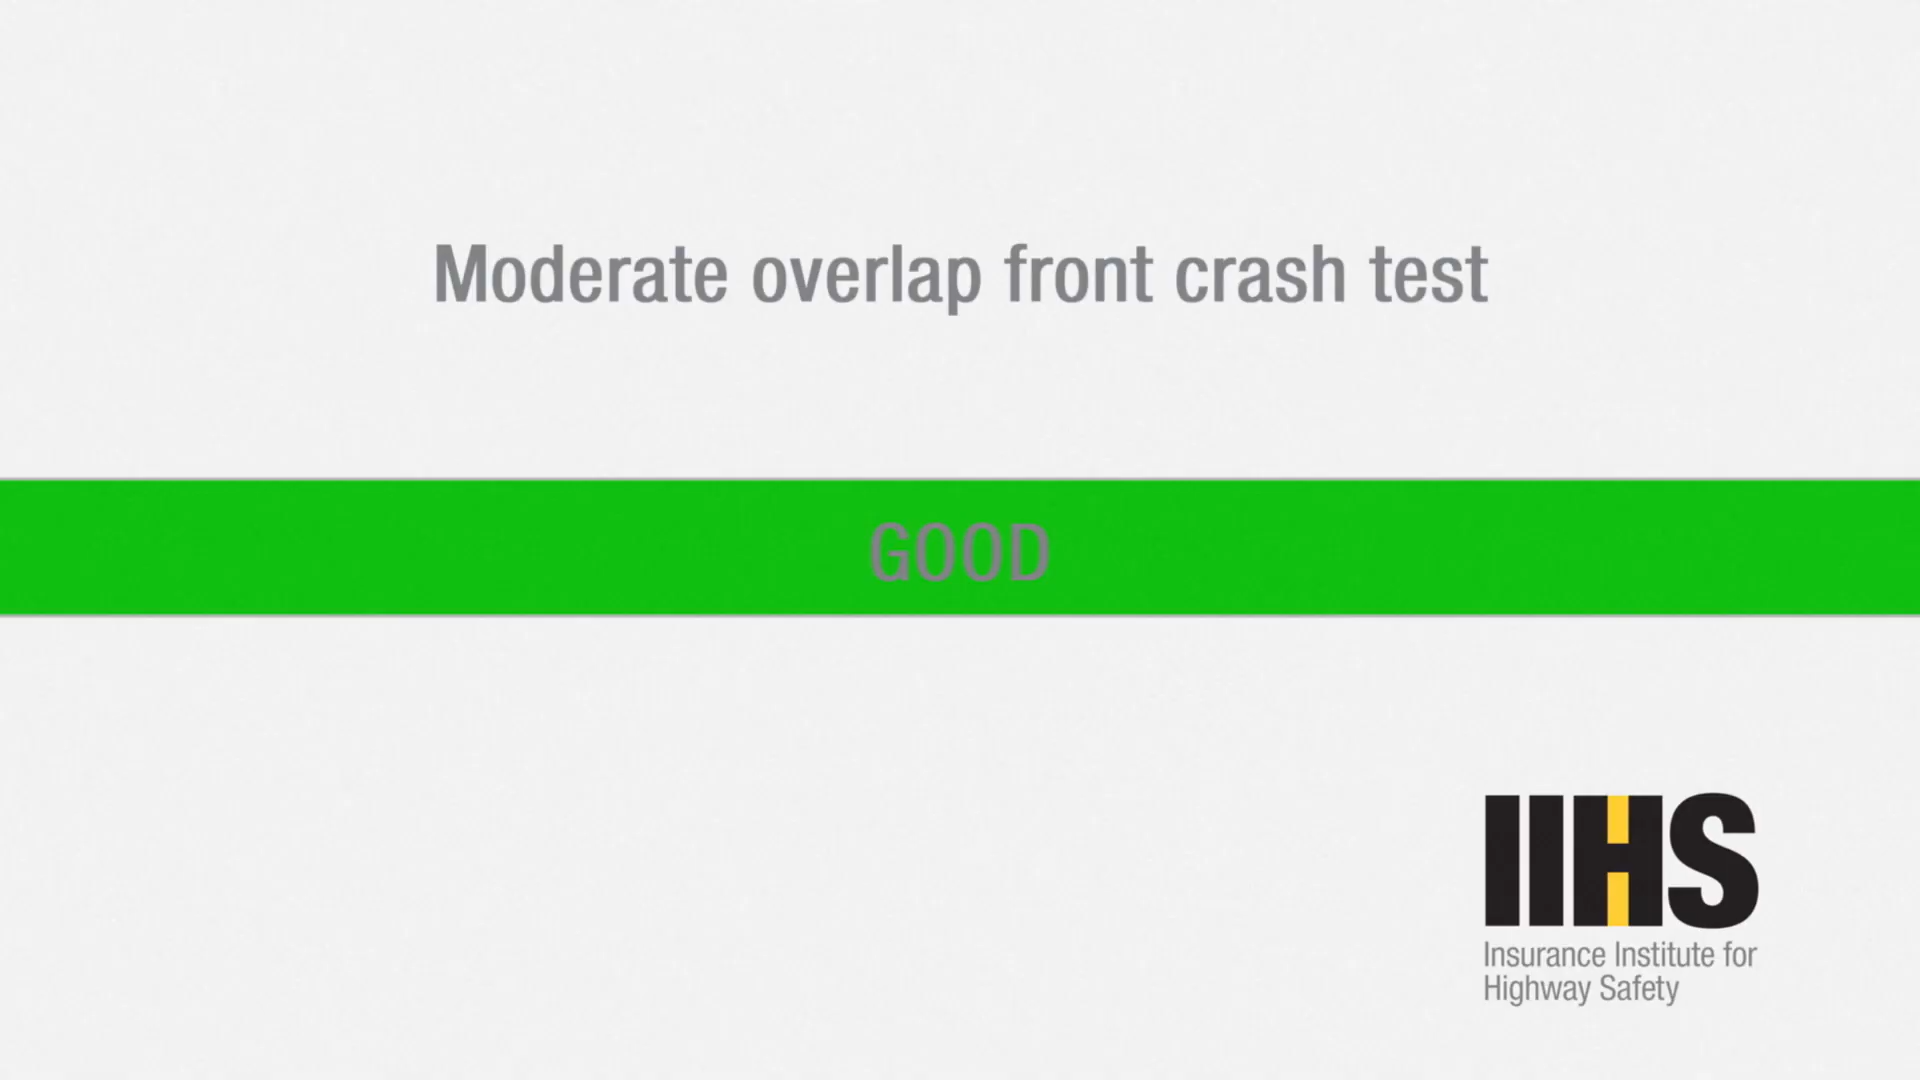 Moderate overlap front crash test
GOOD
IIHS
Insurance Institute for
Highway Safety